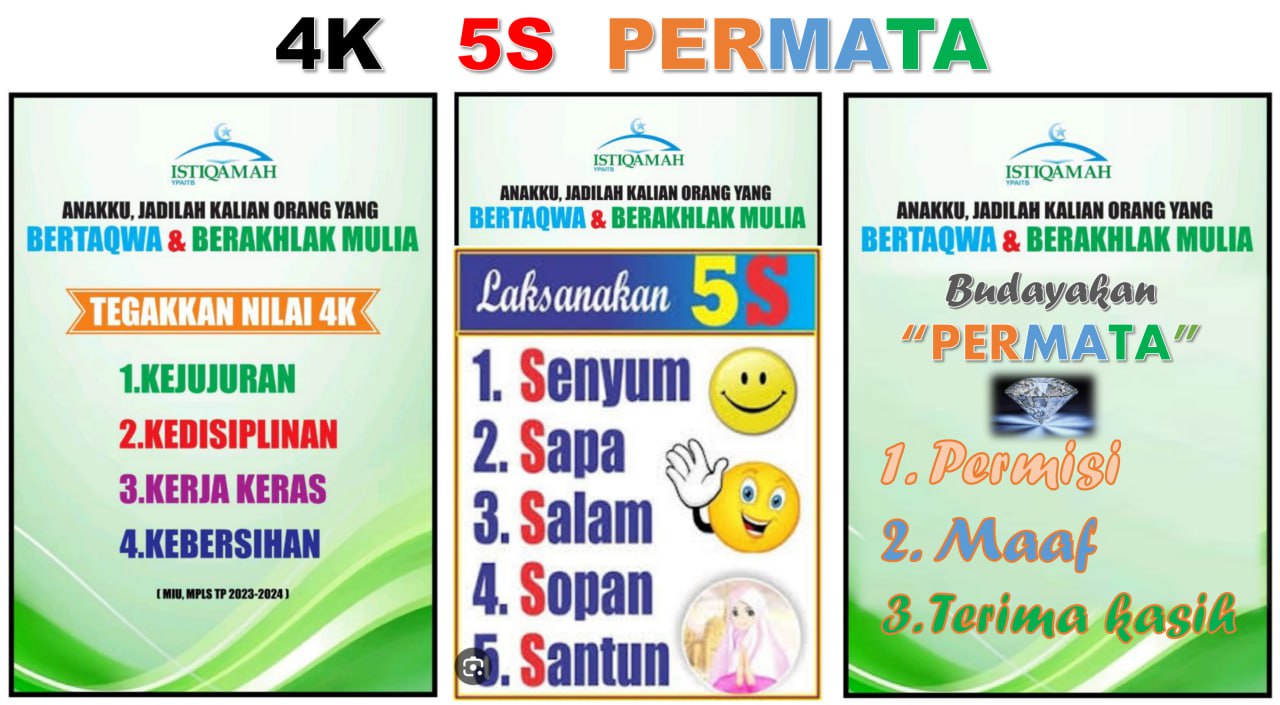 4K 5S PERMATA
ISTIQAMAH
YPAITB
ANAKKU, JADILAH KALIAN ORANG YANG
BERTAQWA & BERAKHLAK MULIA
TEGAKKAN NILAI 4K
1.KEJUJURAN
2.KEDISIPLINAN
3.KERJA KERAS
4.KEBERSIHAN
( MIU, MPLS TP 2023-2024 )
ISTIQAMAH
YPAITB
ANAKKU, JADILAH KALIAN ORANG YANG
BERTAQWA & BERAKHLAK MULIA
Laksanakan 5S
1. Senyum
2. Sapa
3. Salam
4. Sopan
5. Santun
ISTIQAMAH
YPAITB
ANAKKU, JADILAH KALIAN ORANG YANG
BERTAQWA & BERAKHLAK MULIA
Budayakan
“PERMATA”
1. Permisi
2. Maaf
3.Terima kasih